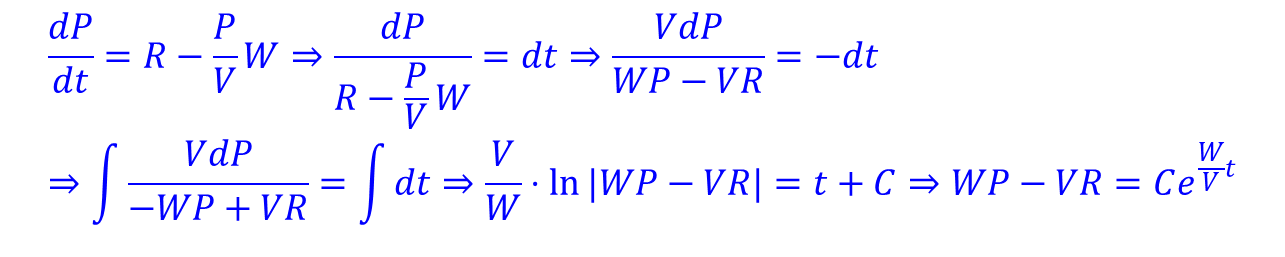 dP/dt = R − P/V W ⇒ dP/(R − P/V W) = dt ⇒ VdP/(WP − VR) = −dt
⇒ ∫ VdP/(−WP + VR) = ∫ dt ⇒ V/W · ln |WP − VR| = t + C ⇒ WP − VR = Ce^(W/V t)